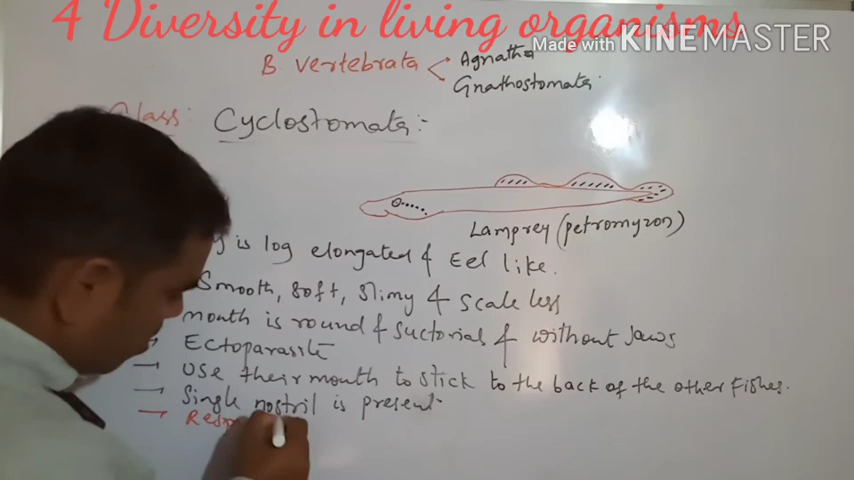 4 Diversity in living organisms
Made with KINEMASTER
B. Vertebrata
Agnatha
Gnathostomata
Class:
Cyclostomata:-
Lamprey (petromyzon)
is log elongated & Eel like.
Smooth, soft, slimy & scale less
mouth is round & suctorial & without Jaws
Ectoparasite
Use their mouth to stick to the back of the other fishes.
Single nostril is present.